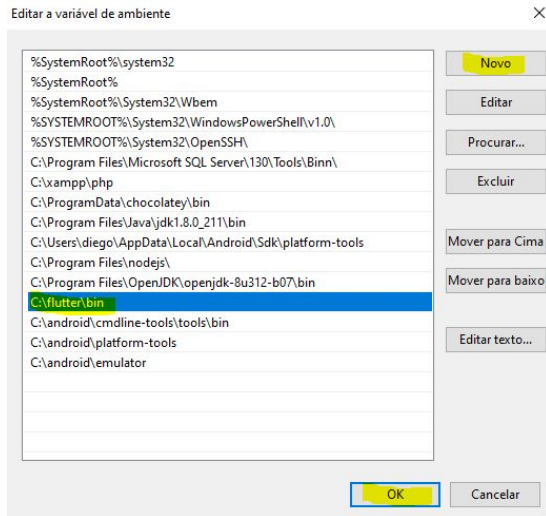 Editar a variável de ambiente
%SystemRoot%\system32
%SystemRoot%
%SystemRoot%\System32\Wbem
%SYSTEMROOT%\System32\WindowsPowerShell\v1.0\
%SYSTEMROOT%\System32\OpenSSH\
C:\Program Files\Microsoft SQL Server\130\Tools\Binn\
C:\xampp\php
C:\ProgramData\chocolatey\bin
C:\Program Files\Java\jdk1.8.0_211\bin
C:\Users\diego\AppData\Local\Android\Sdk\platform-tools
C:\Program Files\nodejs\
C:\Program Files\OpenJDK\openjdk-8u312-b07\bin
C:\flutter\bin
C:\android\cmdline-tools\tools\bin
C:\android\platform-tools
C:\android\emulator
Novo
Editar
Procurar...
Excluir
Mover para Cima
Mover para baixo
Editar texto...
OK
Cancelar